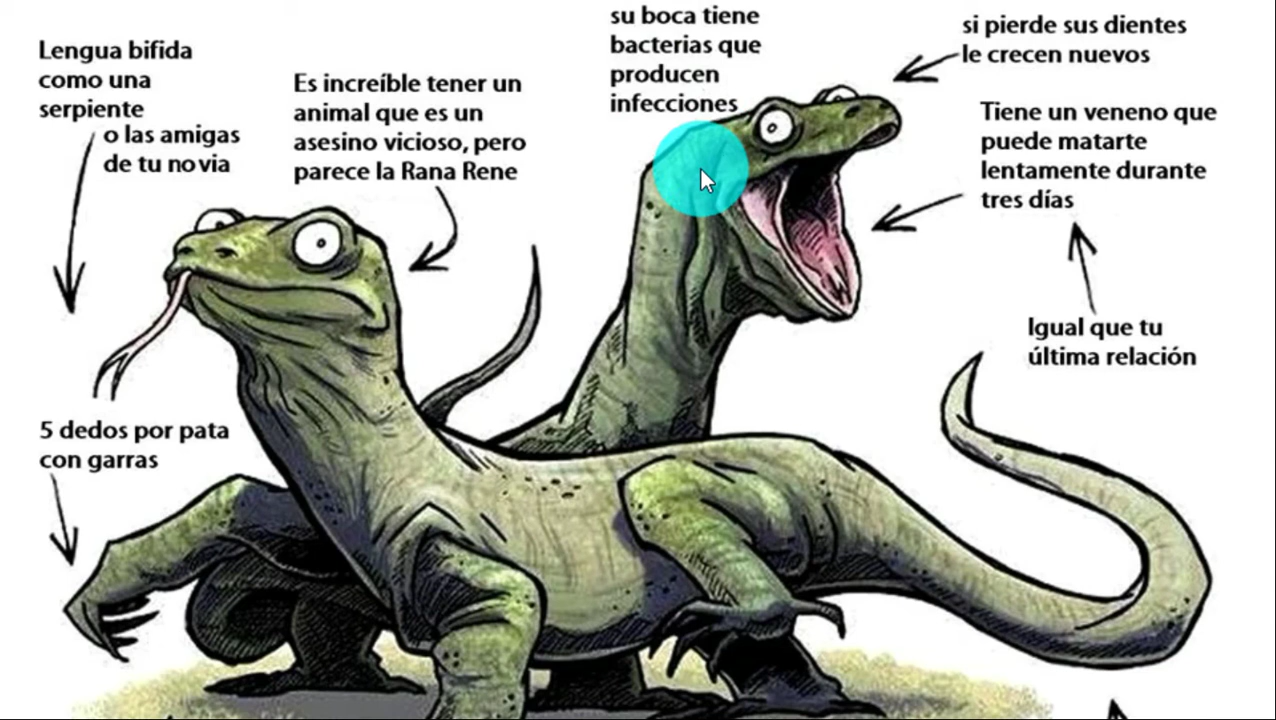 Lengua bifida
como una
serpiente
o las amigas
de tu novia
Es increíble tener un
animal que es un
asesino vicioso, pero
parece la Rana Rene
su boca tiene
bacterias que
producen
infecciones
si pierde sus dientes
le crecen nuevos
Tiene un veneno que
puede matarte
lentamente durante
tres días
Igual que tu
última relación
5 dedos por pata
con garras